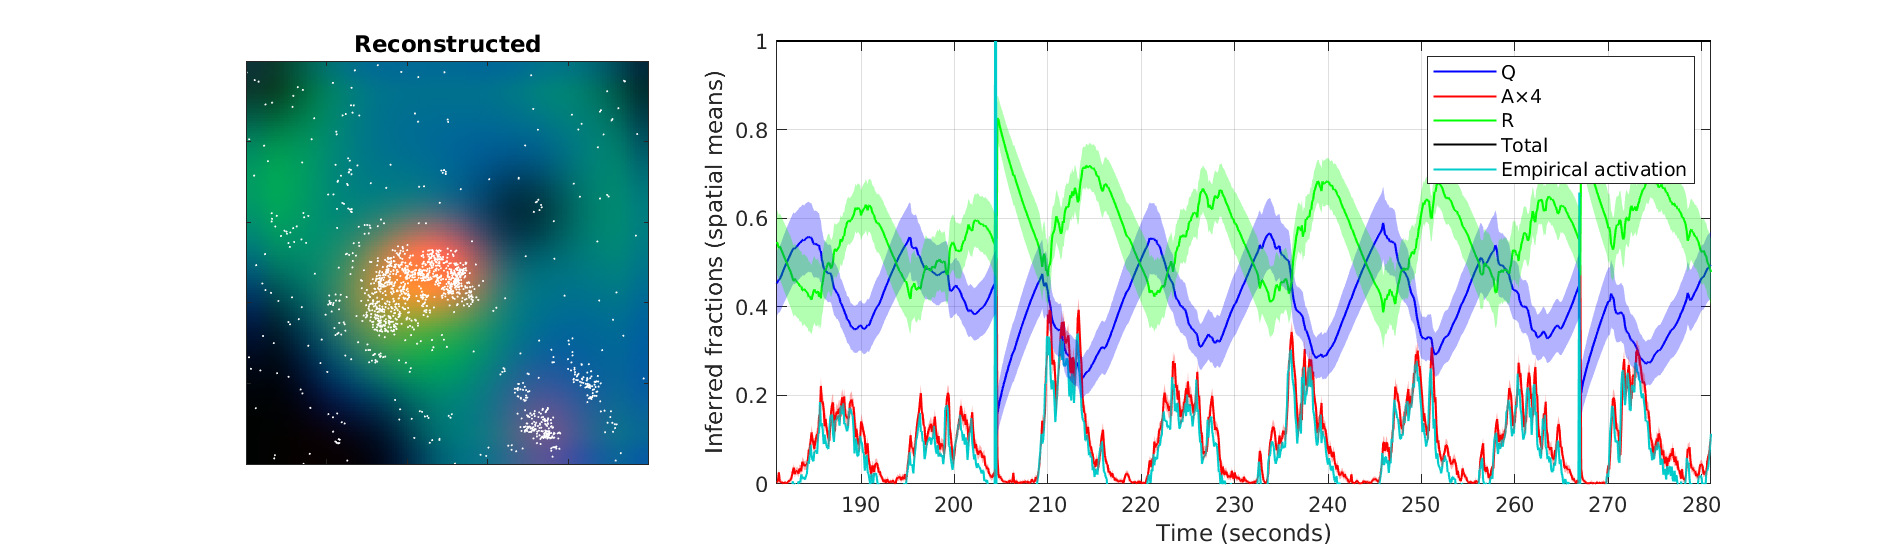 Reconstructed
Inferred fractions (spatial means)
1
0.8
0.6
0.4
0.2
0
Q
A×4
R
Total
Empirical activation
190 200 210 220 230 240 250 260 270 280
Time (seconds)